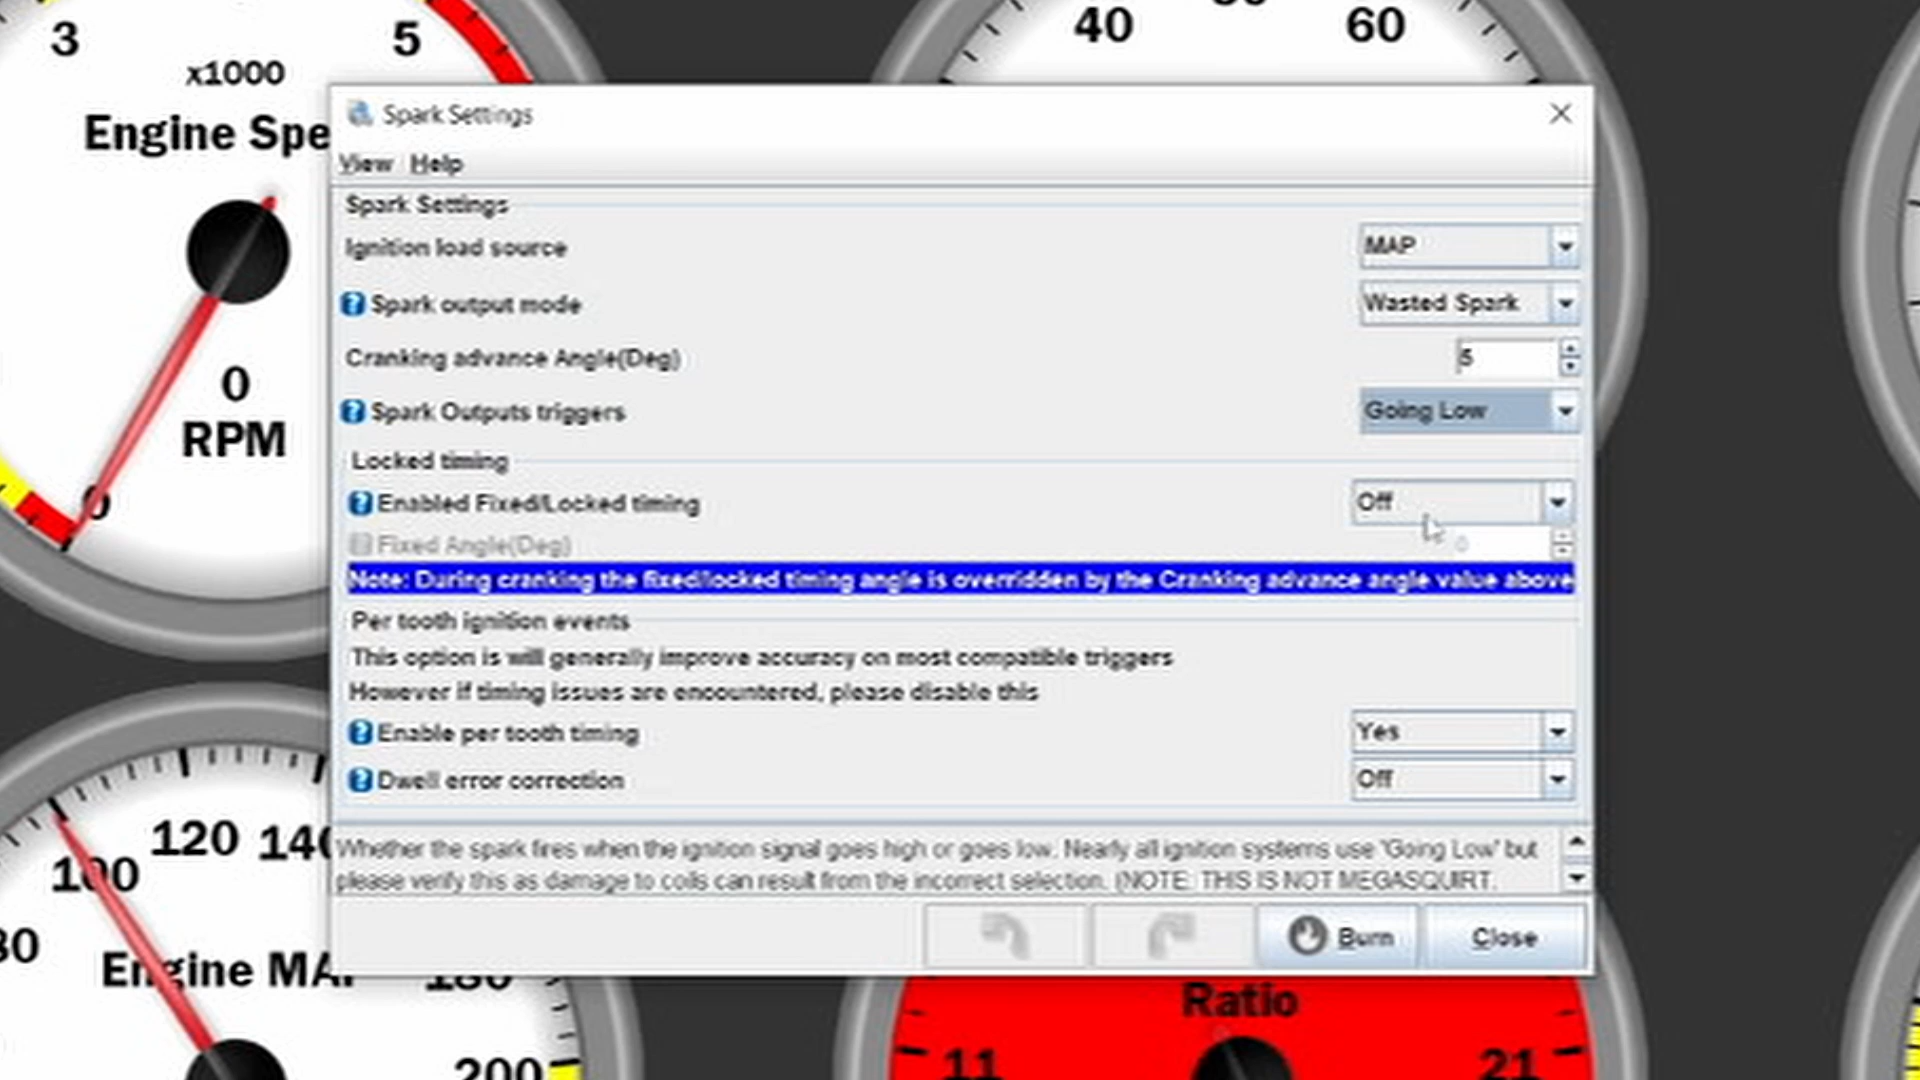 3
5
40
60
x1000
Engine Spe
Spark Settings
View Help
Spark Settings
Ignition load source
MAP
Spark output mode
Wasted Spark
Cranking advance Angle(Deg)
5
Spark Outputs triggers
Going Low
0
RPM
Locked timing
Enabled Fixed/Locked timing
Off
0
Fixed Angle(Deg)
0
Note: During cranking the fixed/locked timing angle is overridden by the Cranking advance angle value above
Per tooth ignition events
This option is will generally improve accuracy on most compatible triggers
However if timing issues are encountered, please disable this
Enable per tooth timing
Yes
Dwell error correction
Off
Whether the spark fires when the ignition signal goes high or goes low. Nearly all ignition systems use 'Going Low' but
please verify this as damage to coils can result from the incorrect selection. (NOTE: THIS IS NOT MEGASQUIRT.
Burn
Close
100
120
Engine MAP
180
200
Ratio
11
21